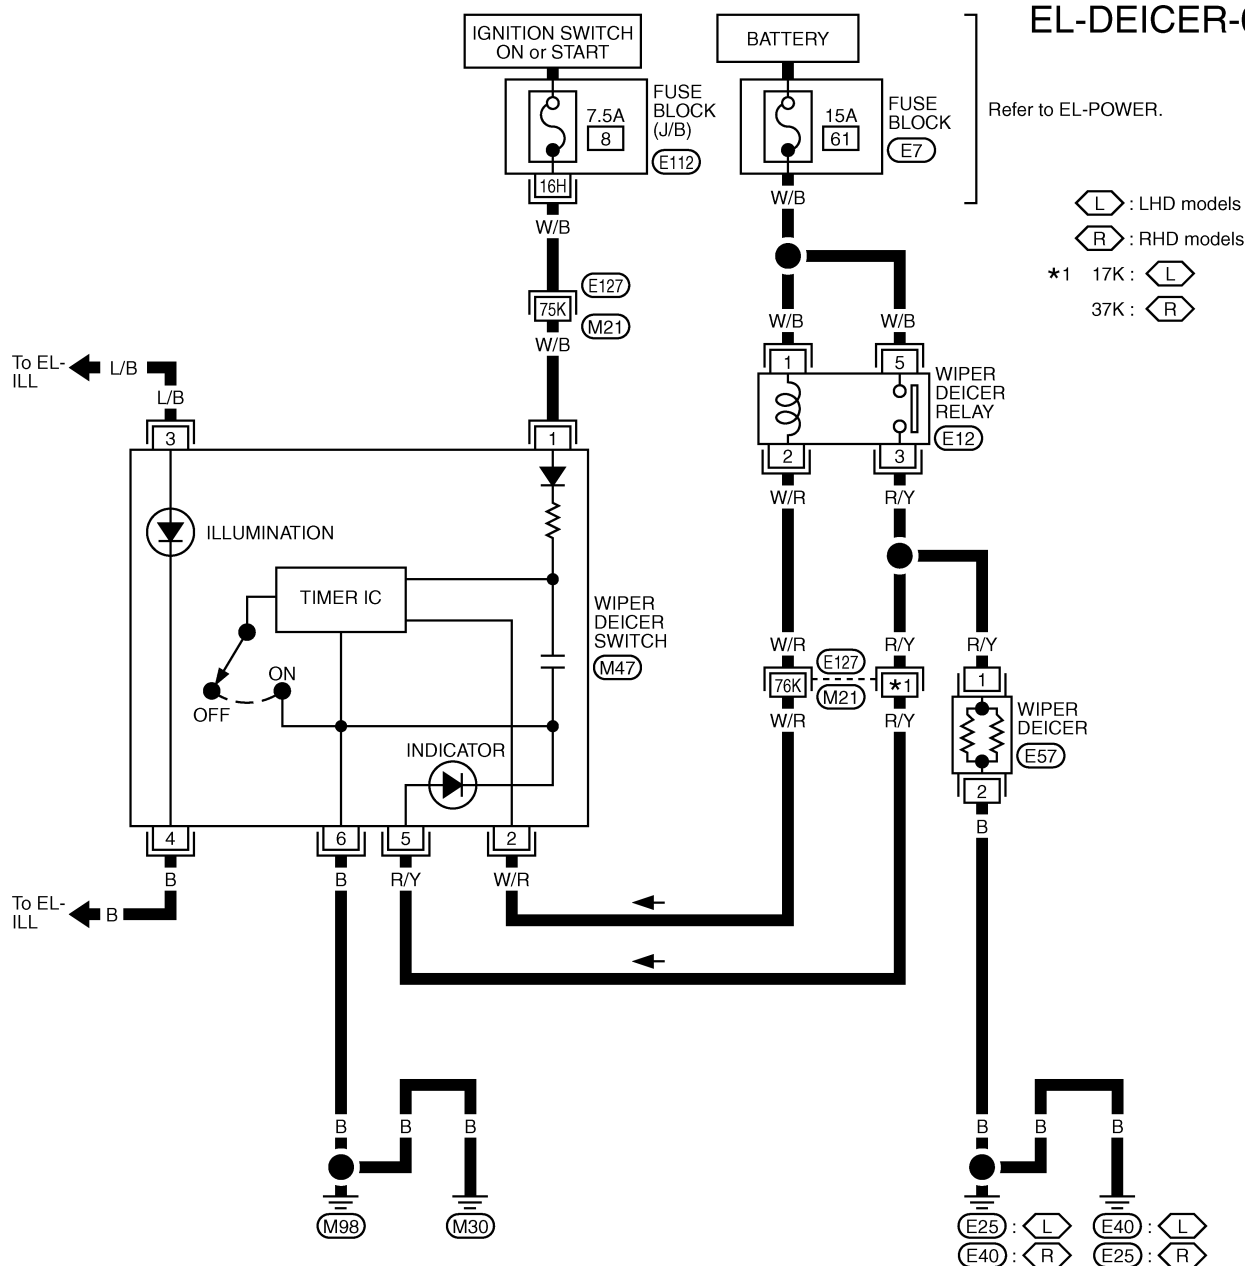 EL-DEICER-
IGNITION SWITCH
ON or START
BATTERY
FUSE
BLOCK
(J/B)
7.5A
8
E112
16H
FUSE
BLOCK
15A
61
E7
Refer to EL-POWER.
W/B
W/B
L : LHD models
R : RHD models
*1 17K : L
37K : R
E127
75K
M21
W/B
W/B
W/B
To EL-
ILL
L/B
L/B
3
1
1
5
WIPER
DEICER
RELAY
E12
2
3
W/R
R/Y
ILLUMINATION
TIMER IC
WIPER
DEICER
SWITCH
M47
ON
OFF
INDICATOR
W/R
R/Y
R/Y
E127
76K
M21
*1
W/R
R/Y
1
WIPER
DEICER
E57
2
B
4
6
5
2
B
B
R/Y
W/R
To EL-
ILL
B
B
B
B
B
B
B
M98
M30
E25 : L
E40 : L
E40 : R
E25 : R